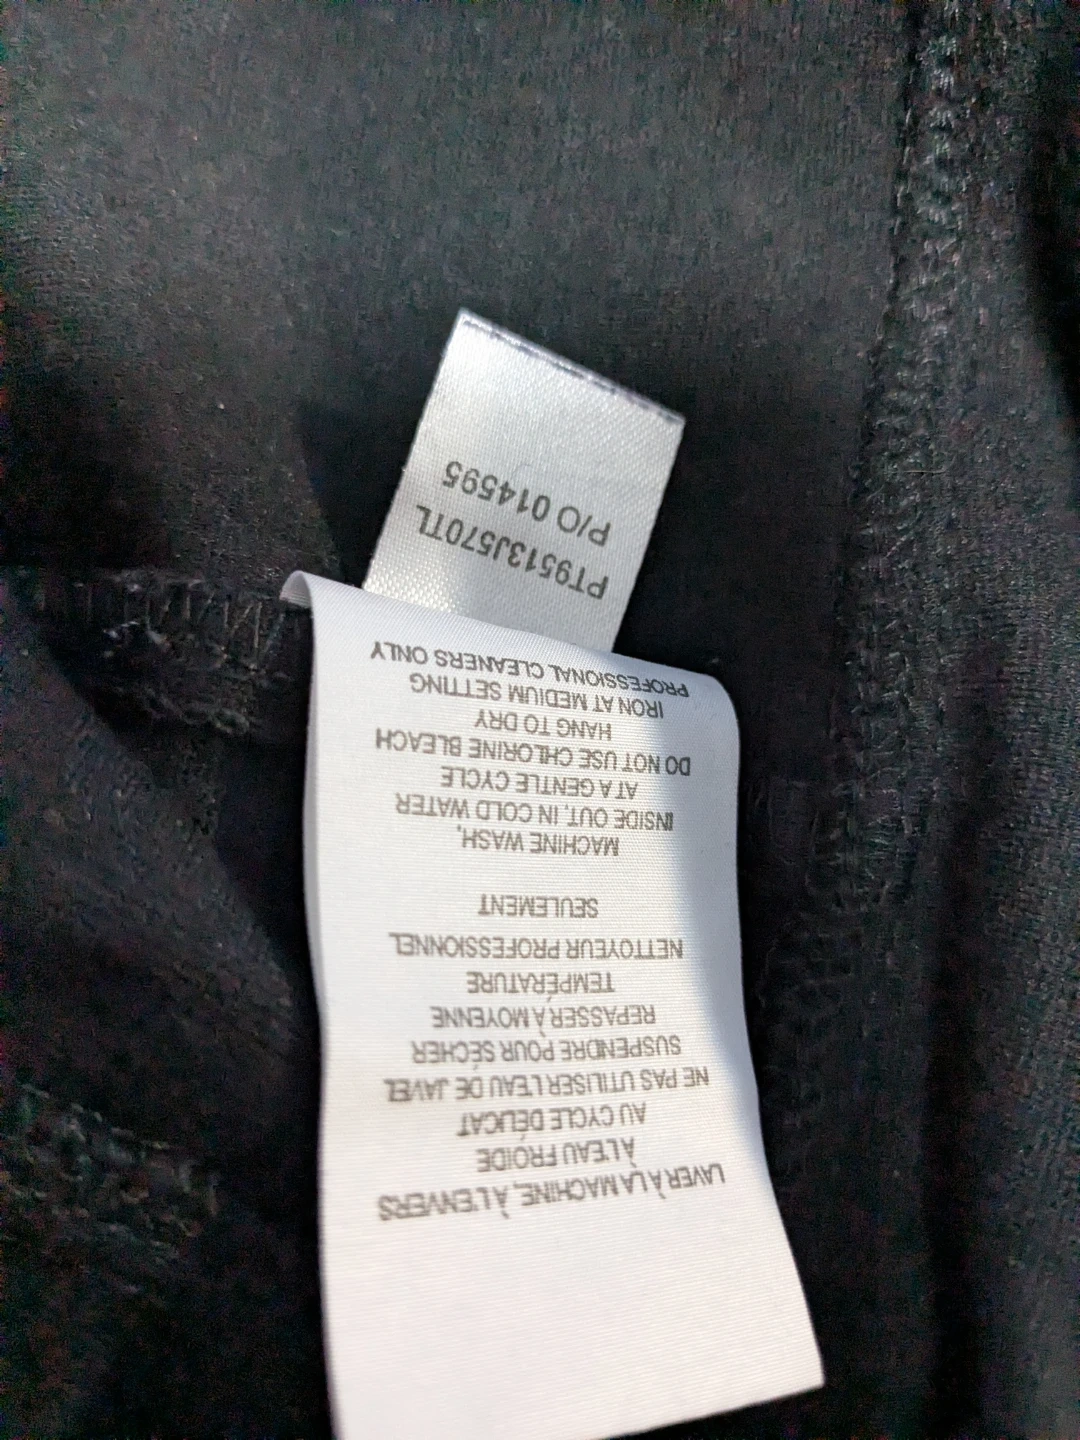 LAVER À LA MACHINE, À L'ENVERS
À L'EAU FROIDE
AU CYCLE DÉLICAT
NE PAS UTILISER L'EAU DE JAVEL
SUSPENDRE POUR SÉCHER
REPASSER À MOYENNE
TEMPÉRATURE
NETTOYEUR PROFESSIONNEL
SEULEMENT
MACHINE WASH,
INSIDE OUT, IN COLD WATER
AT A GENTLE CYCLE
DO NOT USE CHLORINE BLEACH
HANG TO DRY
IRON AT MEDIUM SETTING
PROFESSIONAL CLEANERS ONLY
PT9513J570TL
P/O 014595